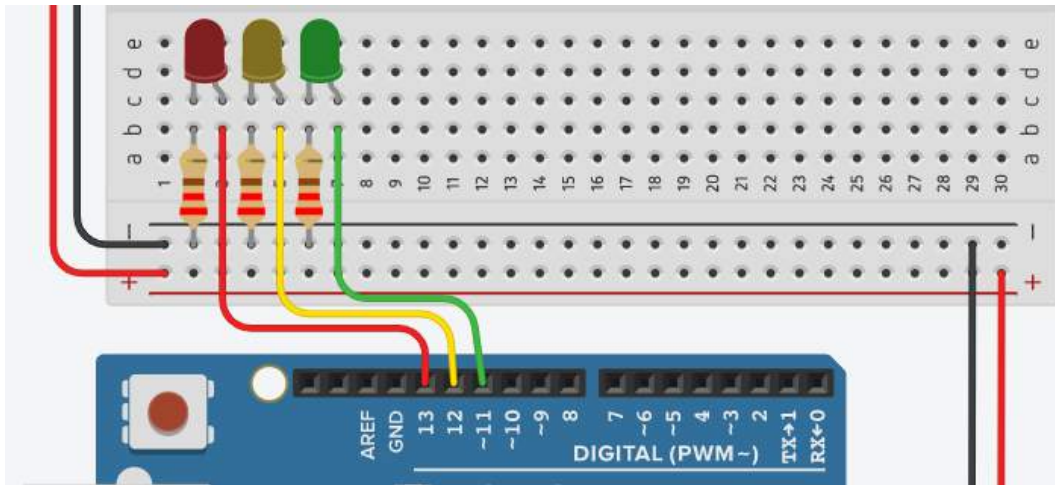 e e
d d
c c
b b
a a
1 8 9 10 11 12 13 14 15 16 17 18 19 20 21 22 23 24 25 26 27 28 29 30
− −
+ +
AREF GND 13 12 ~11 ~10 ~9 8 7 ~6 ~5 4 ~3 2 TX→1 RX←0
DIGITAL (PWM~)